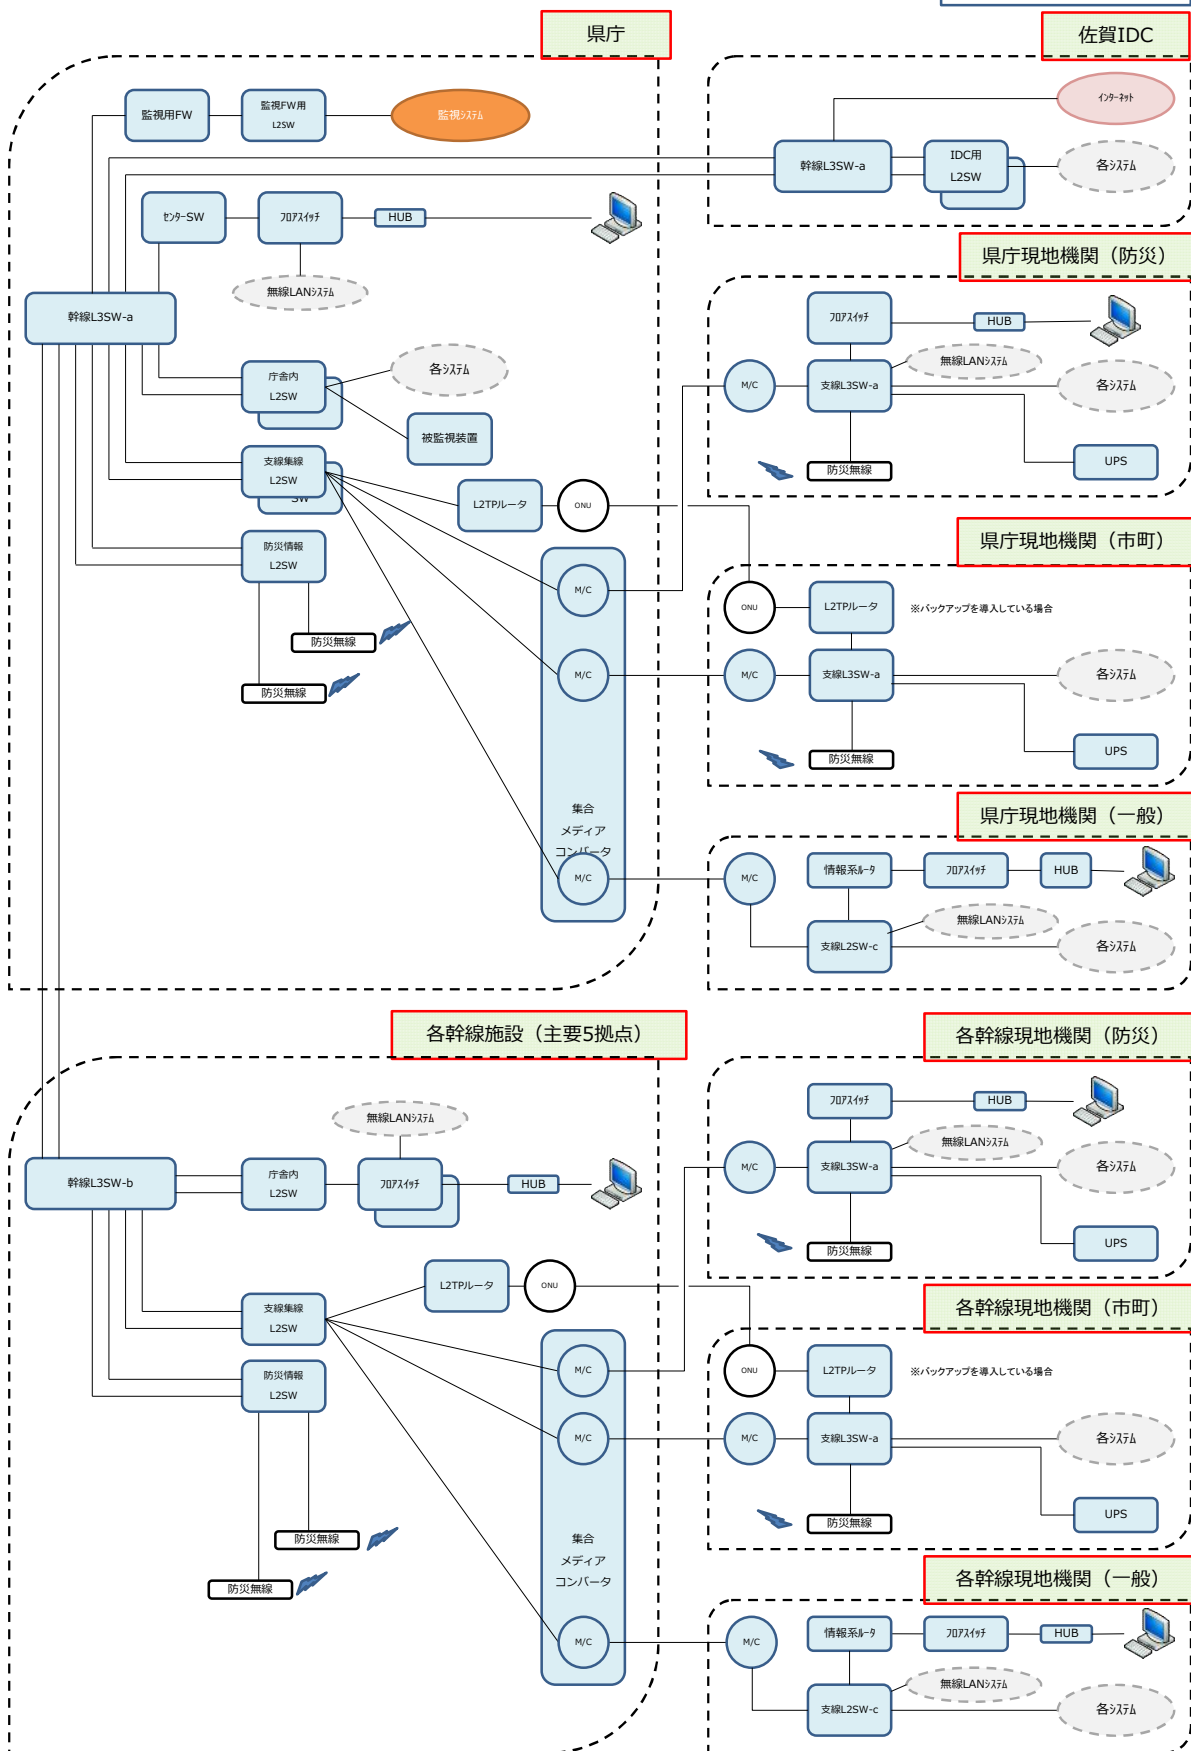 県庁
監視用FW
監視FW用
L2SW
監視システム
センターSW
フロアスイッチ
HUB
無線LANシステム
幹線L3SW-a
庁舎内
L2SW
各システム
被監視装置
支線集線
L2SW
SW
L2TPルータ
ONU
防災情報
L2SW
防災無線
防災無線
M/C
M/C
集合
メディア
コンバータ
M/C
佐賀IDC
インターネット
幹線L3SW-a
IDC用
L2SW
各システム
県庁現地機関（防災）
フロアスイッチ
HUB
無線LANシステム
M/C
支線L3SW-a
各システム
防災無線
UPS
県庁現地機関（市町）
ONU
L2TPルータ
※バックアップを導入している場合
M/C
支線L3SW-a
各システム
防災無線
UPS
県庁現地機関（一般）
M/C
情報系ルータ
フロアスイッチ
HUB
無線LANシステム
支線L2SW-c
各システム
各幹線施設（主要5拠点）
無線LANシステム
幹線L3SW-b
庁舎内
L2SW
フロアスイッチ
HUB
L2TPルータ
ONU
支線集線
L2SW
防災情報
L2SW
防災無線
防災無線
M/C
M/C
集合
メディア
コンバータ
M/C
各幹線現地機関（防災）
フロアスイッチ
HUB
無線LANシステム
M/C
支線L3SW-a
各システム
防災無線
UPS
各幹線現地機関（市町）
ONU
L2TPルータ
※バックアップを導入している場合
M/C
支線L3SW-a
各システム
防災無線
UPS
各幹線現地機関（一般）
M/C
情報系ルータ
フロアスイッチ
HUB
無線LANシステム
支線L2SW-c
各システム